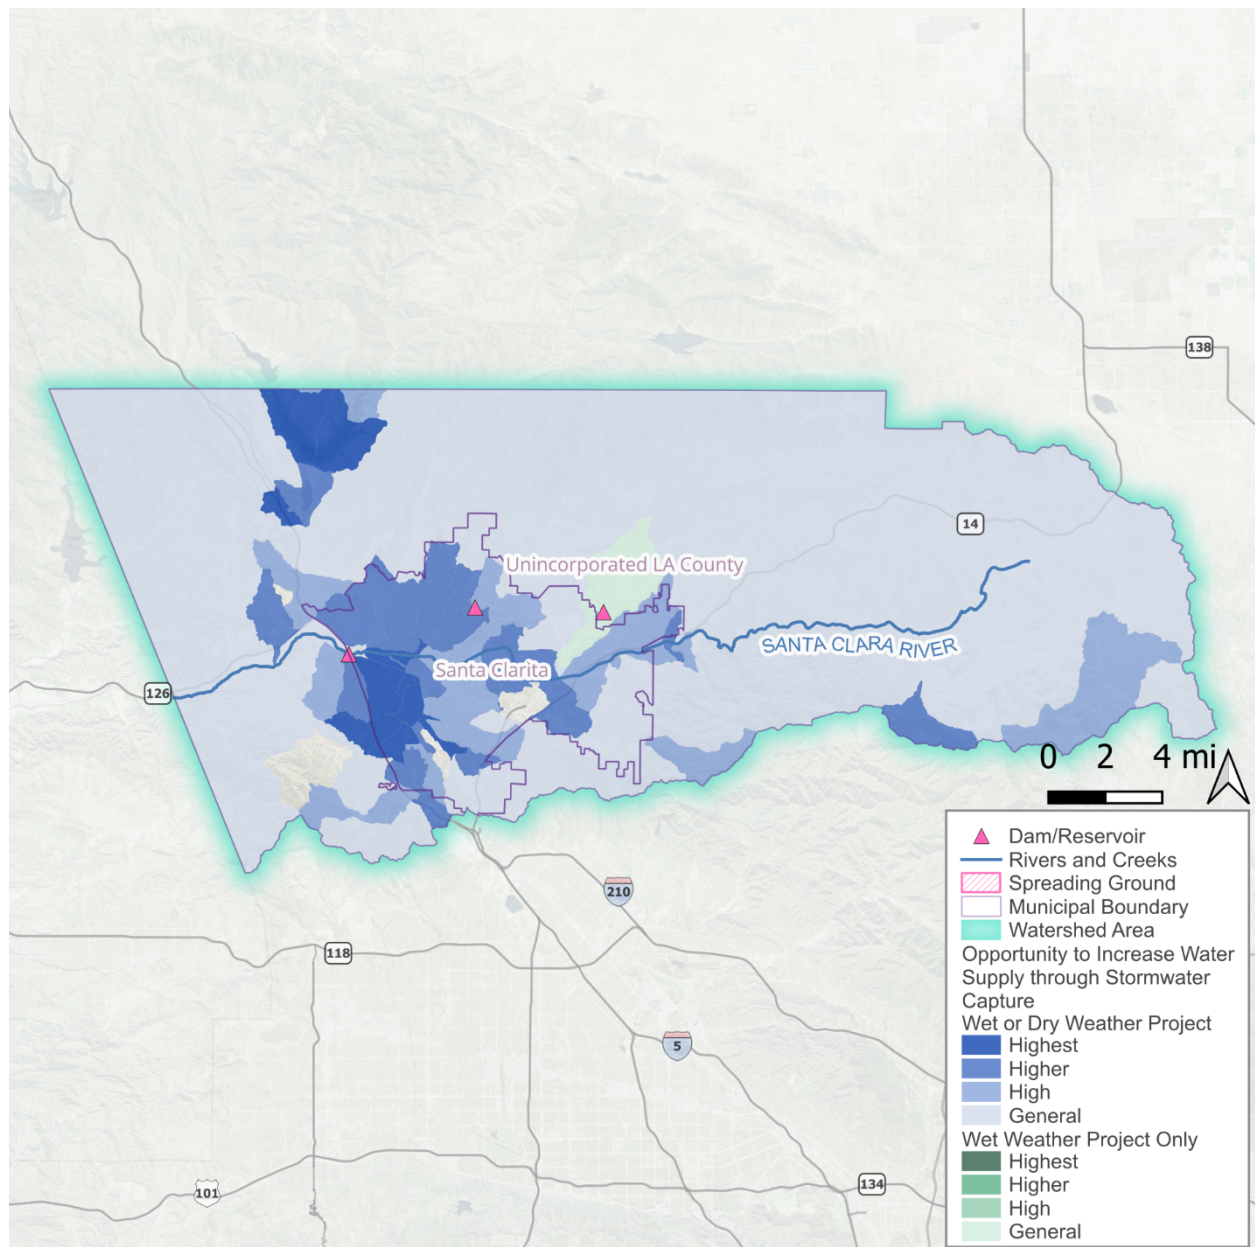 138
14
Unincorporated LA County
SANTA CLARA RIVER
Santa Clarita
126
0 2 4 mi
Dam/Reservoir
Rivers and Creeks
Spreading Ground
Municipal Boundary
Watershed Area
Opportunity to Increase Water
Supply through Stormwater
Capture
Wet or Dry Weather Project
Highest
Higher
High
General
Wet Weather Project Only
Highest
Higher
High
General
210
118
5
101
134